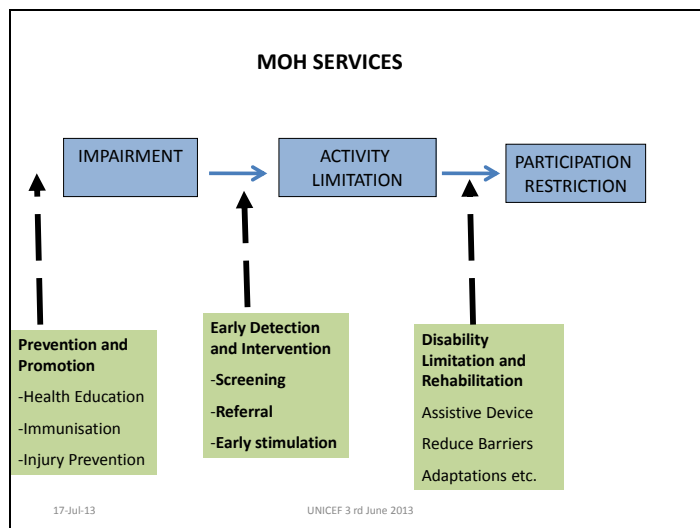 MOH SERVICES
IMPAIRMENT
ACTIVITY
LIMITATION
PARTICIPATION
RESTRICTION
Prevention and
Promotion
-Health Education
-Immunisation
-Injury Prevention
Early Detection
and Intervention
-Screening
-Referral
-Early stimulation
Disability
Limitation and
Rehabilitation
Assistive Device
Reduce Barriers
Adaptations etc.
17-Jul-13
UNICEF 3 rd June 2013